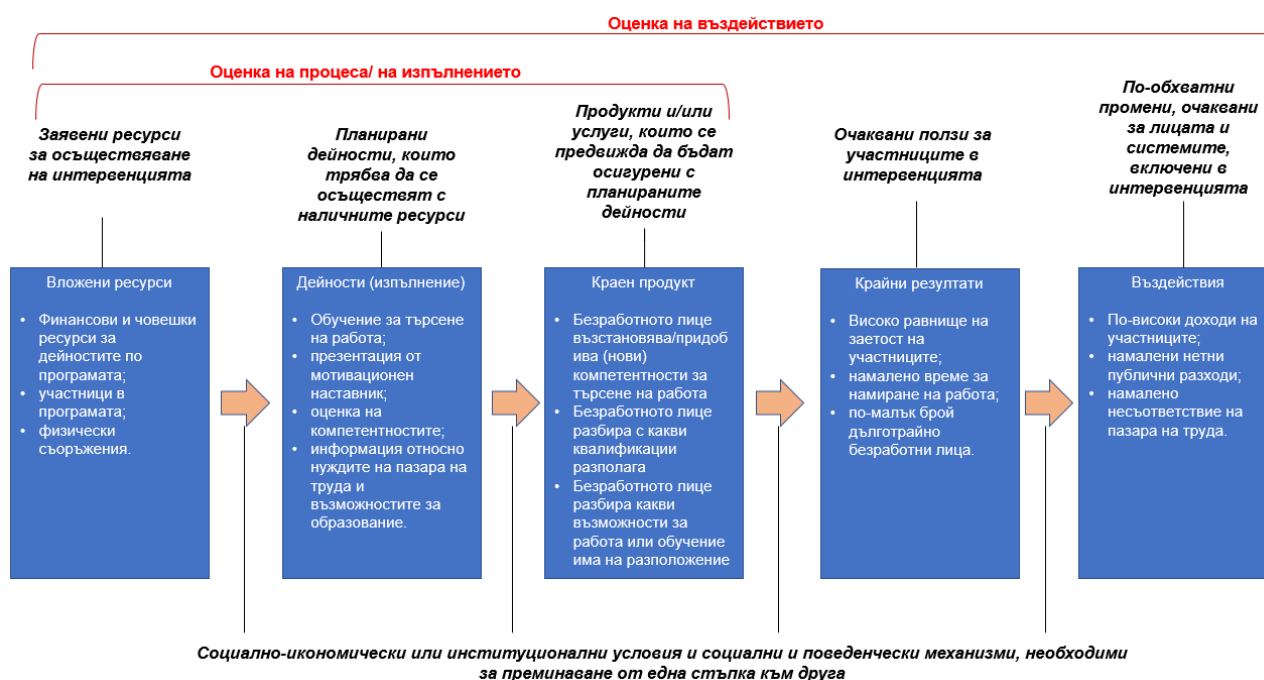 Оценка на въздействието
Оценка на процеса/ на изпълнението
Заявени ресурси
за осъществяване
на интервенцията
Планирани
дейности, които
трябва да се
осъществят с
наличните ресурси
Продукти и/или
услуги, които се
предвижда да бъдат
осигурени с
планираните
дейности
Очаквани ползи за
участниците в
интервенцията
По-обхватни
промени, очаквани
за лицата и
системите,
включени в
интервенцията
Вложени ресурси
• Финансови и човешки
ресурси за
дейностите по
програмата;
• участници в
програмата;
• физически
съоръжения.
Дейности (изпълнение)
• Обучение за търсене
на работа;
• презентация от
мотивационен
наставник;
• оценка на
компетентностите;
• информация относно
нуждите на пазара на
труда и
възможностите за
образование.
Краен продукт
• Безработното лице
възстановява/придоб
ива (нови)
компетентности за
търсене на работа
• Безработното лице
разбира с какви
квалификации
разполага
• Безработното лице
разбира какви
възможности за
работа или обучение
има на разположение
Крайни резултати
• Високо равнище на
заетост на
участниците;
• намалено време за
намиране на работа;
• по-малък брой
дълготрайно
безработни лица.
Въздействия
• По-високи доходи на
участниците;
• намалени нетни
публични разходи;
• намалено
несъответствие на
пазара на труда.
Социално-икономически или институционални условия и социални и поведенчески механизми, необходими
за преминаване от една стъпка към друга